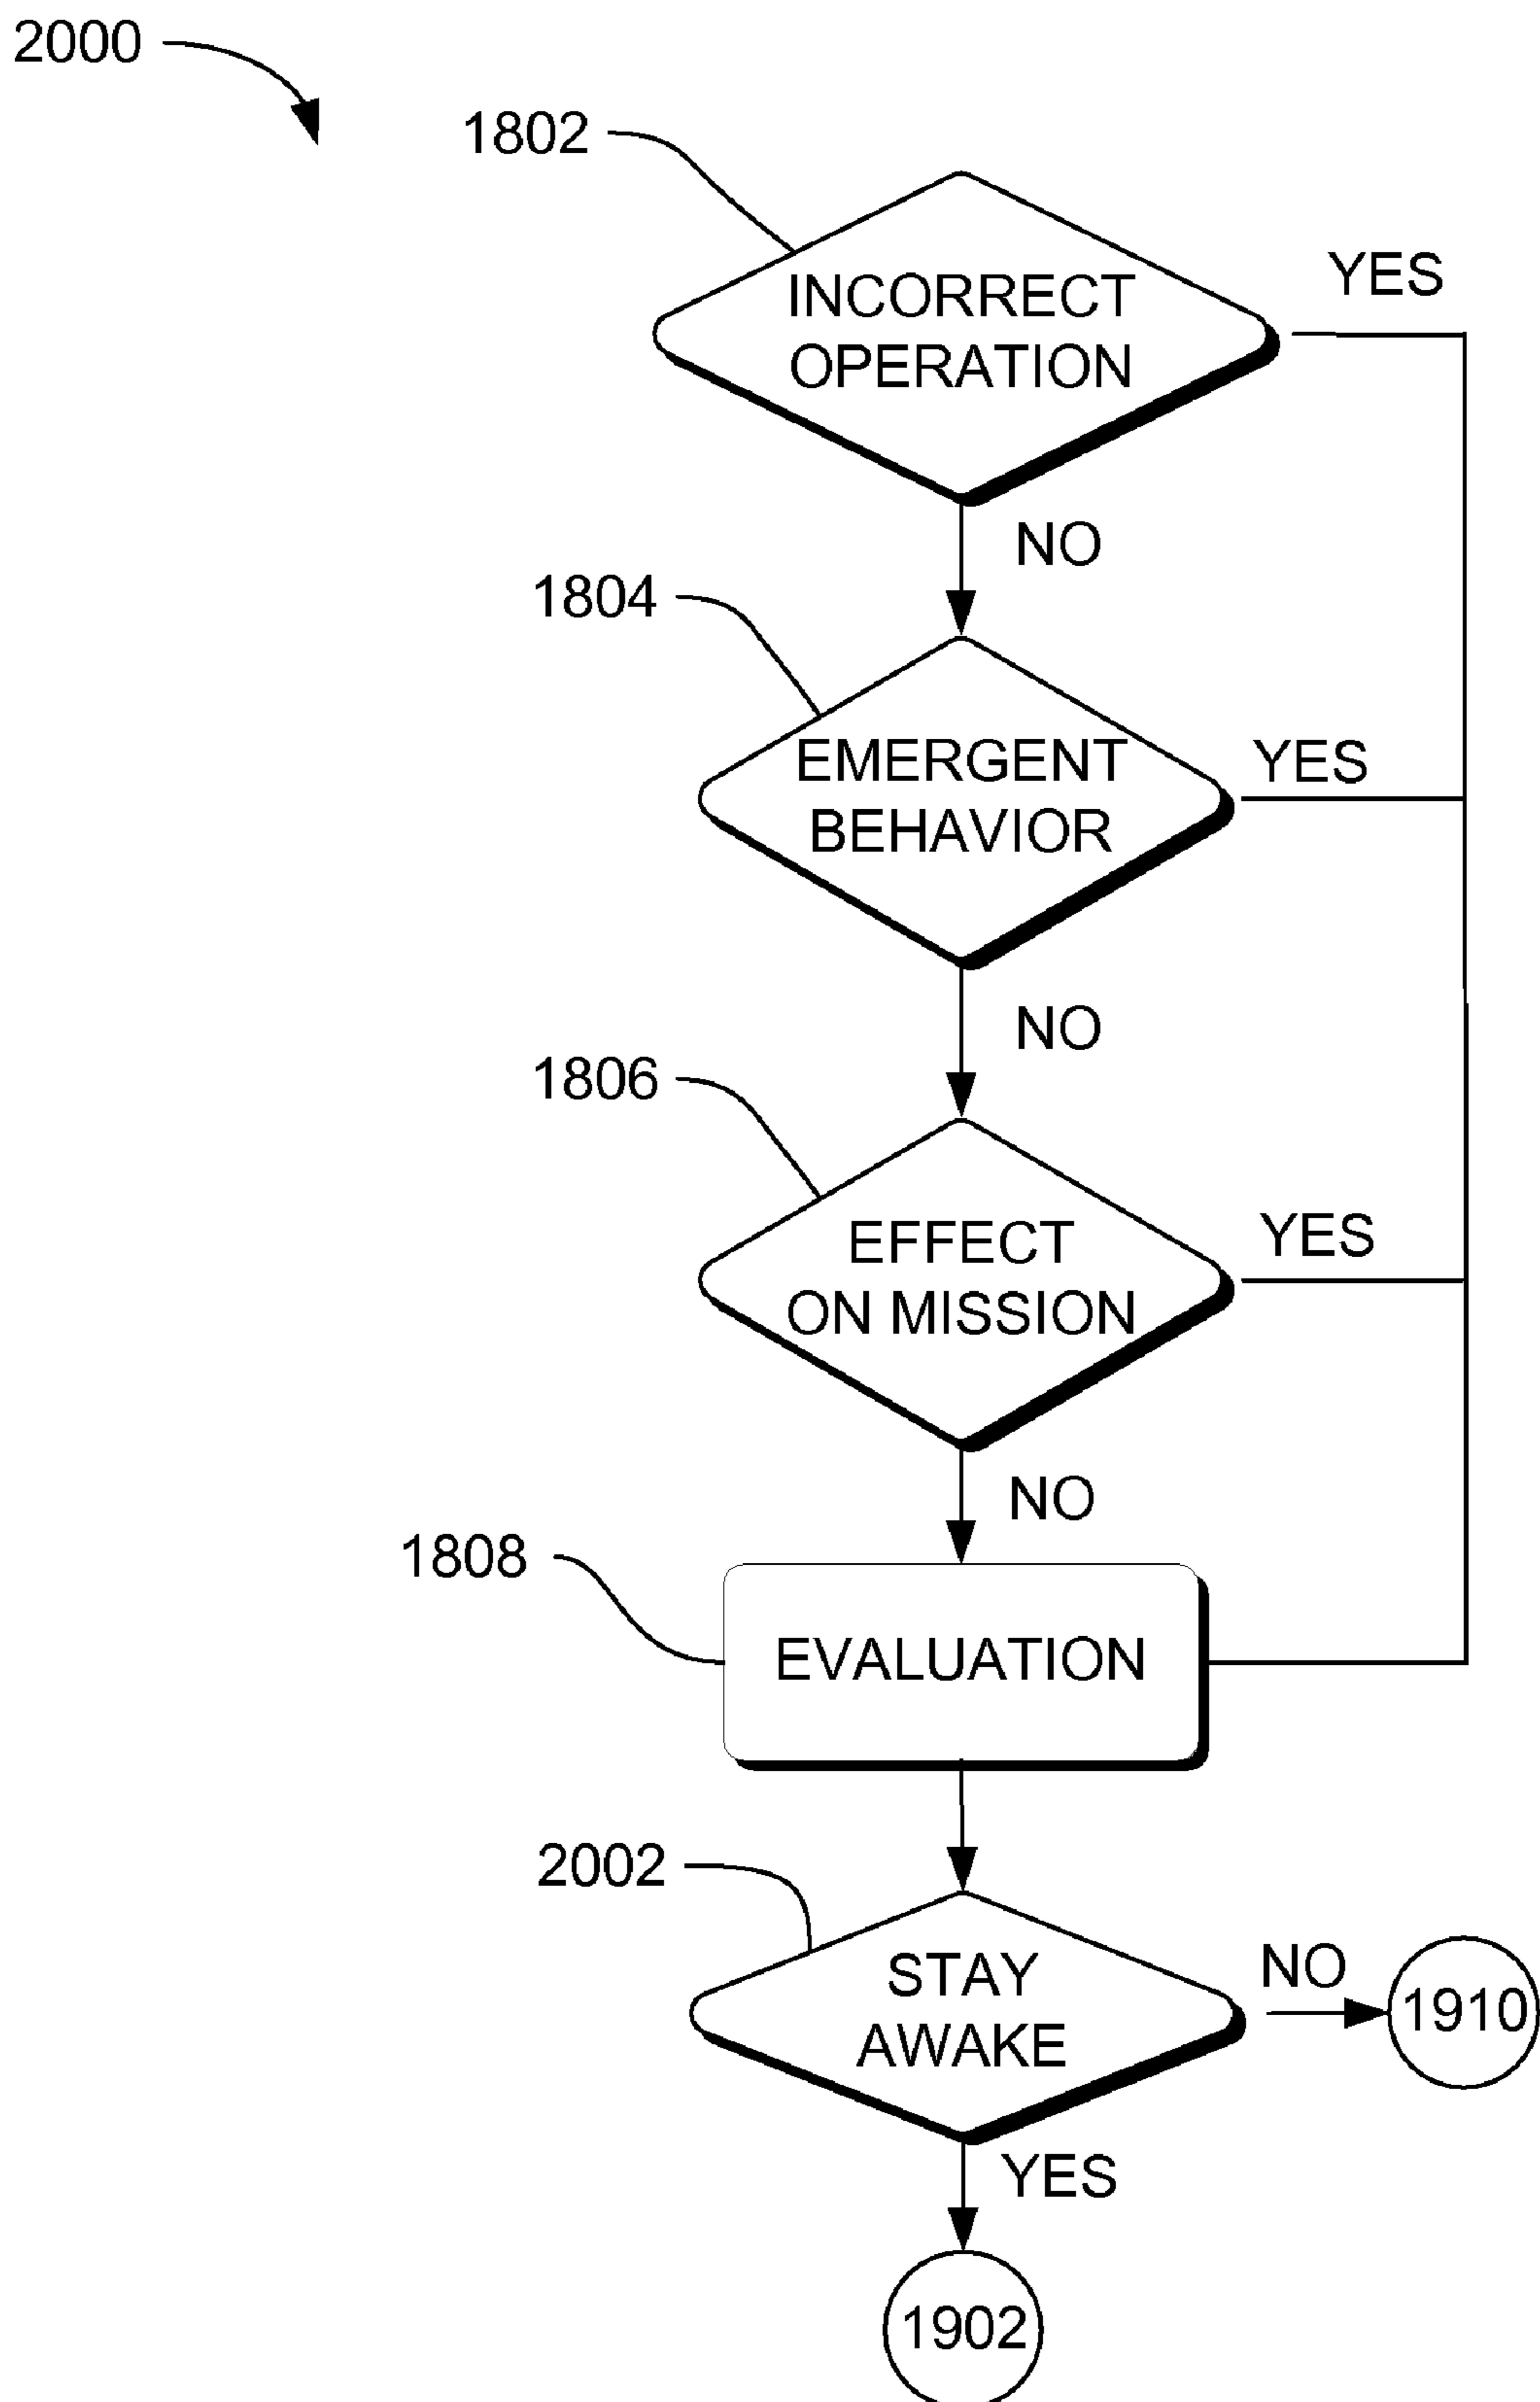 2000
1802
INCORRECT
OPERATION
YES
NO
1804
EMERGENT
BEHAVIOR
YES
NO
1806
EFFECT
ON MISSION
YES
NO
1808
EVALUATION
2002
STAY
AWAKE
NO
1910
YES
1902